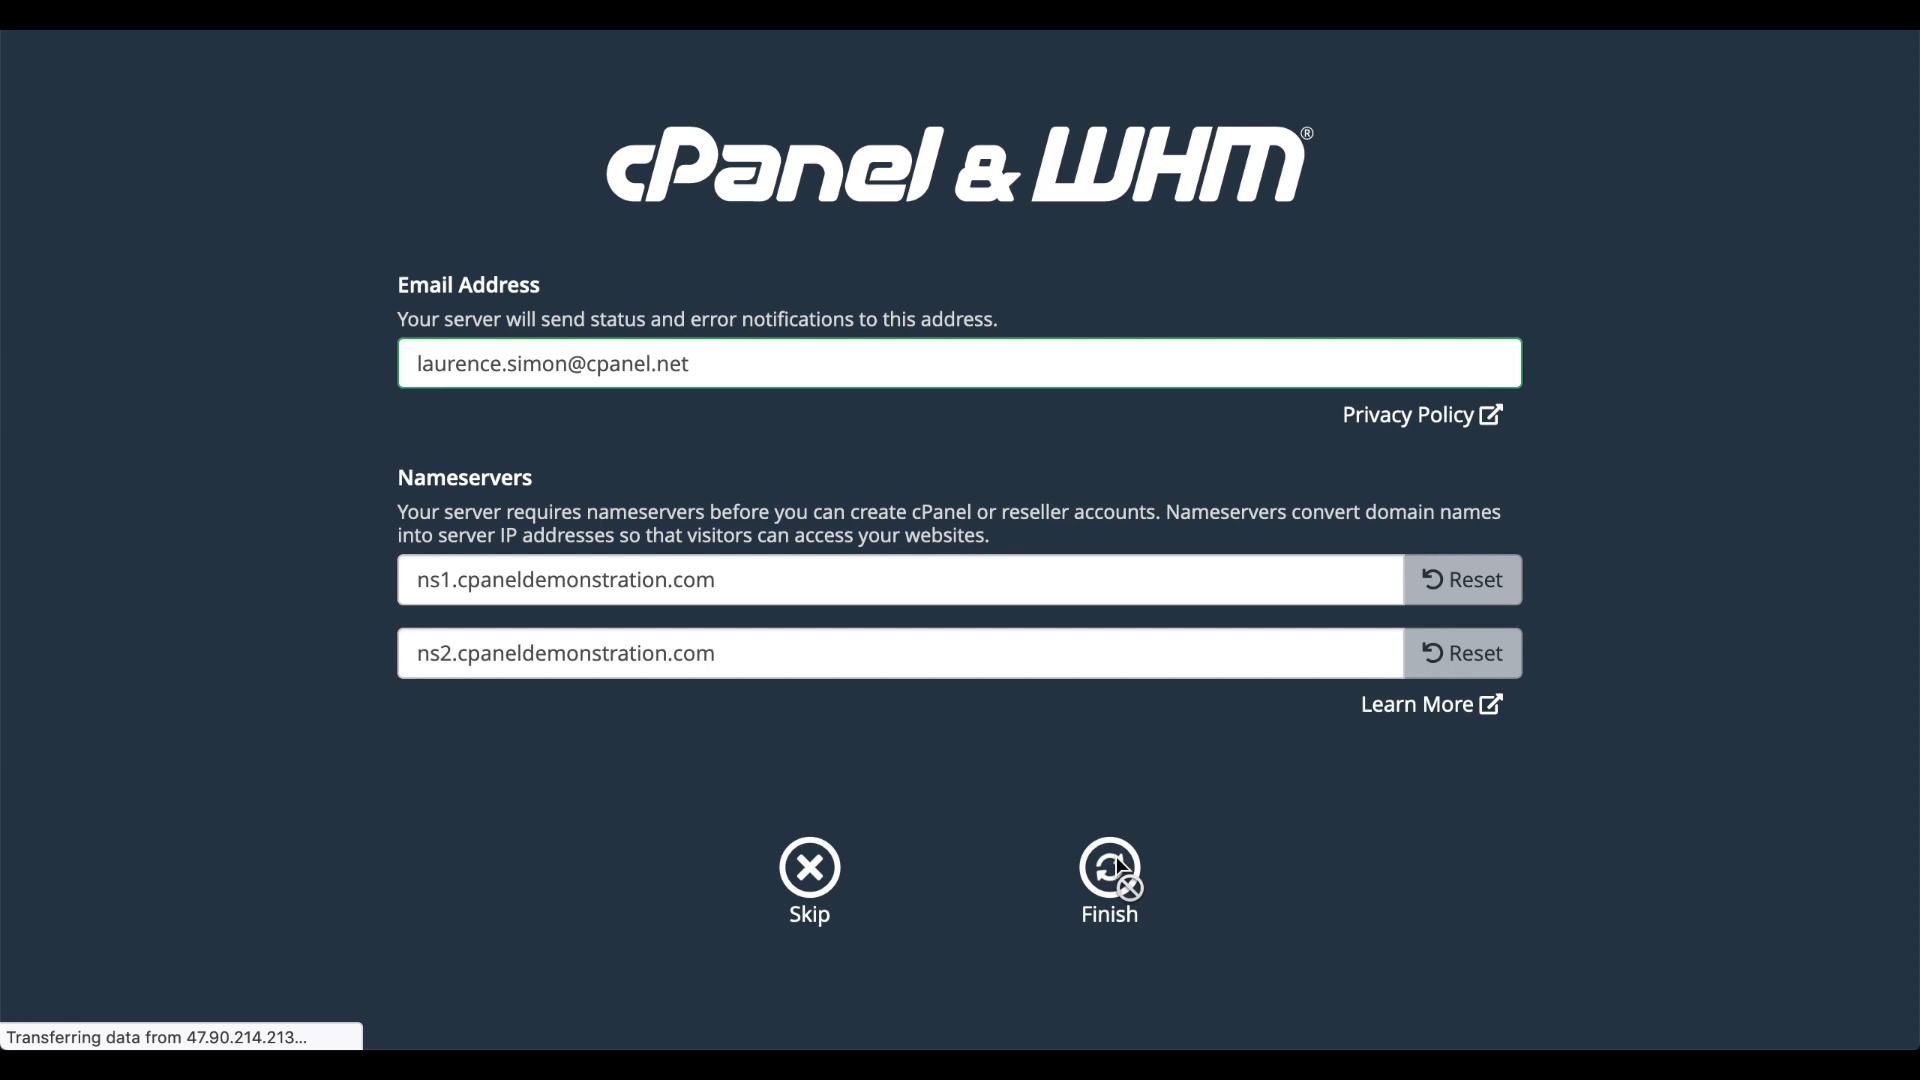 cPanel & WHM®
Email Address
Your server will send status and error notifications to this address.
laurence.simon@cpanel.net
Privacy Policy
Nameservers
Your server requires nameservers before you can create cPanel or reseller accounts. Nameservers convert domain names
into server IP addresses so that visitors can access your websites.
ns1.cpaneldemonstration.com
Reset
ns2.cpaneldemonstration.com
Reset
Learn More
Skip
Finish
Transferring data from 47.90.214.213...